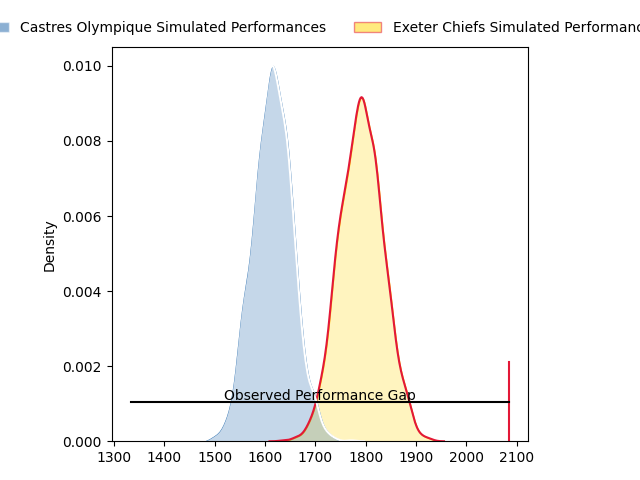 Castres Olympique Simulated Performances Exeter Chiefs Simulated
0.010
0.008
0.006
0.004
0.002
0.000
Density
Observed Performance Gap
1300 1400 1500 1600 1700 1800 1900 2000 2100